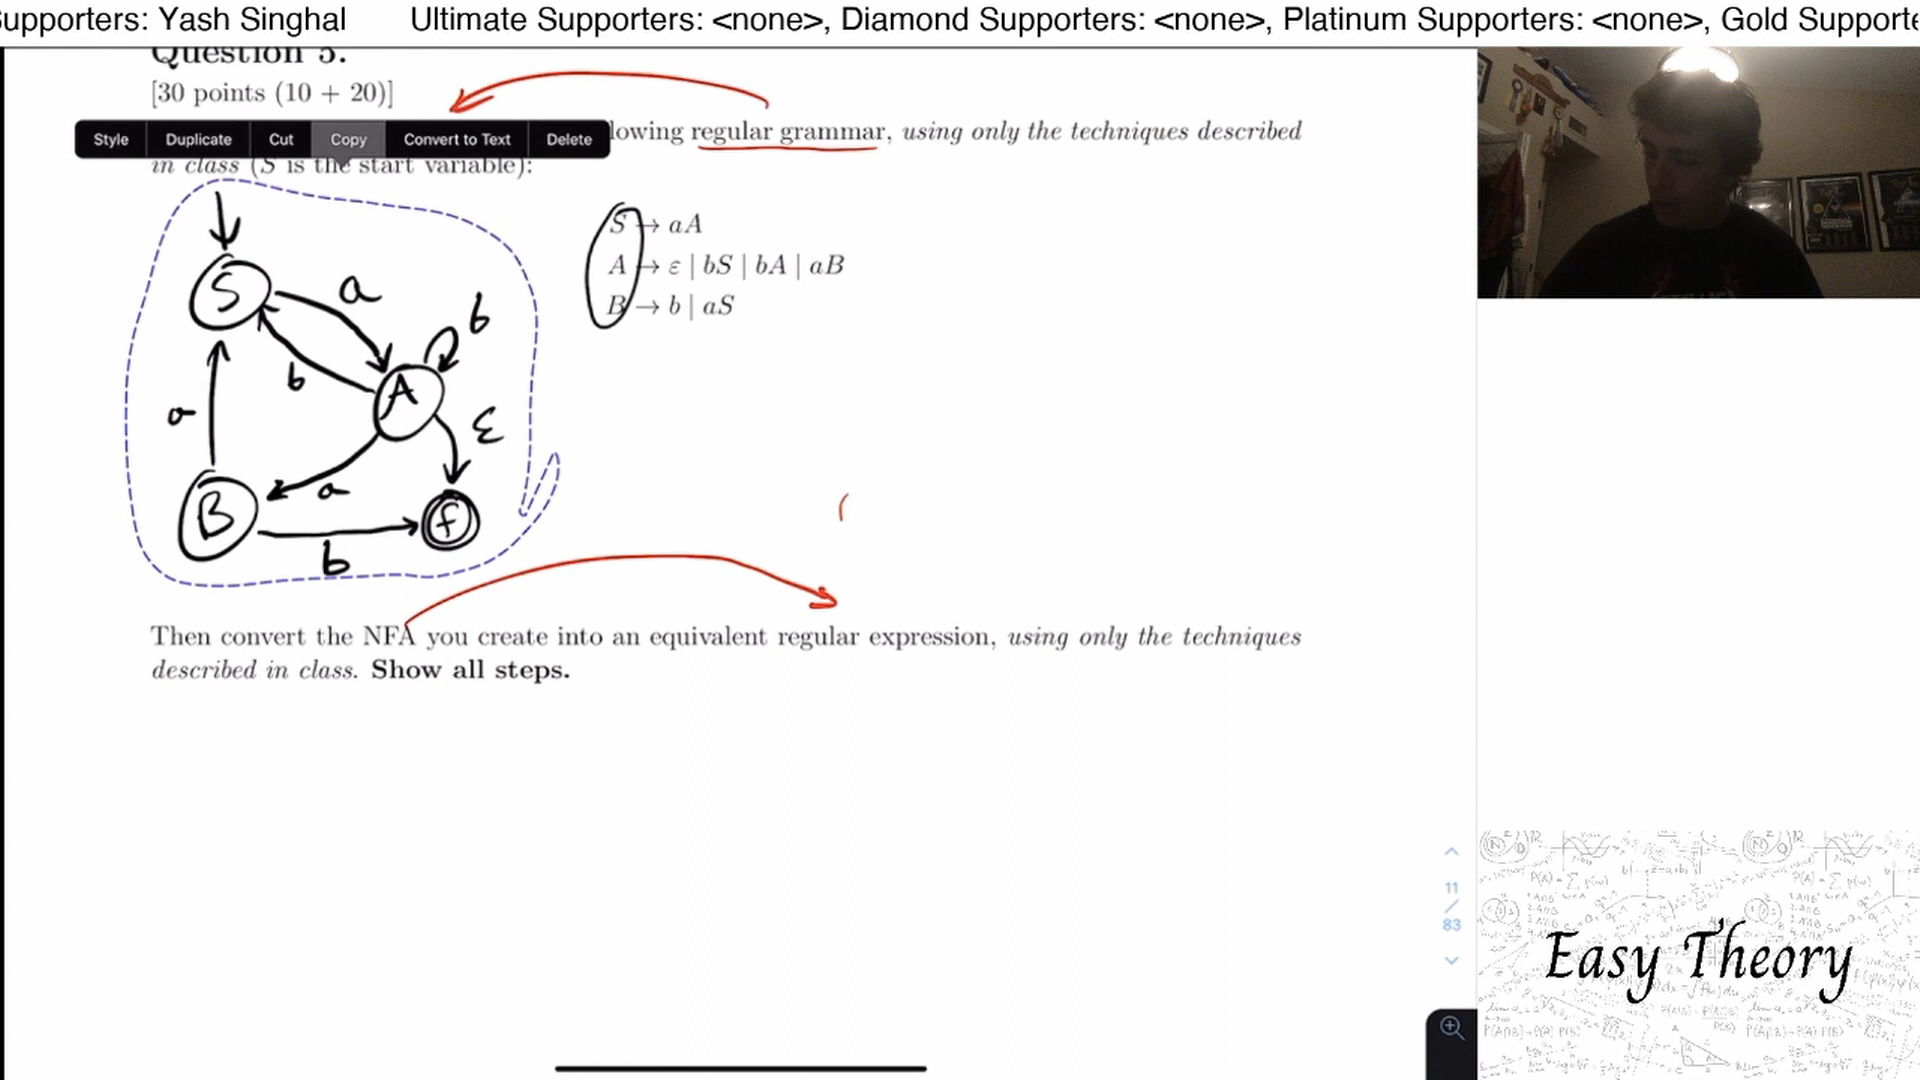 upporters: Yash Singhal Ultimate Supporters: <none>, Diamond Supporters: <none>, Platinum Supporters: <none>, Gold Supporte
Question 5.
[30 points (10 + 20)]
Style Duplicate Cut Copy Convert to Text Delete
lowing regular grammar, using only the techniques described
in class (S is the start variable):
S → aA
A → ε | bS | bA | aB
B → b | aS
S
a
b
b
A
ε
a
a
B
b
f
(
Then convert the NFA you create into an equivalent regular expression, using only the techniques
described in class. Show all steps.
11
/
83
Easy Theory